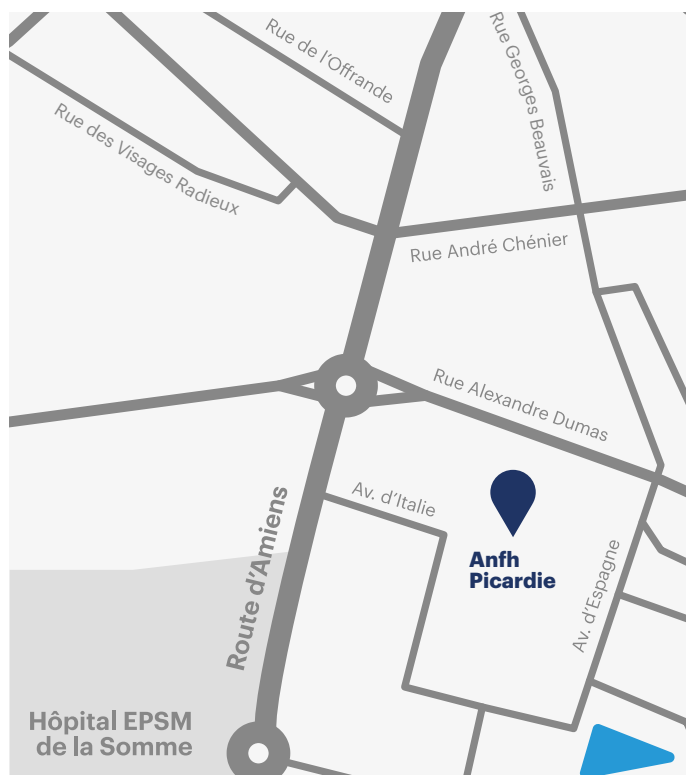 Rue de l'Offrande
Rue Georges Beauvais
Rue des Visages Radieux
Rue André Chénier
Rue Alexandre Dumas
Av. d'Italie
Route d'Amiens
Anfh
Picardie
Av. d'Espagne
Hôpital EPSM
de la Somme